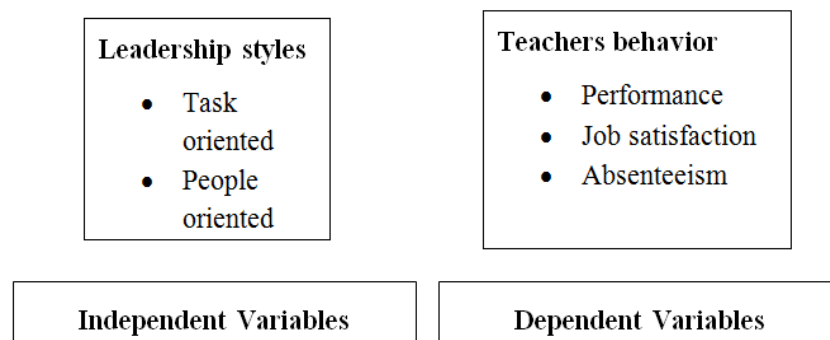 Leadership styles
• Task
oriented
• People
oriented
Teachers behavior
• Performance
• Job satisfaction
• Absenteeism
Independent Variables
Dependent Variables